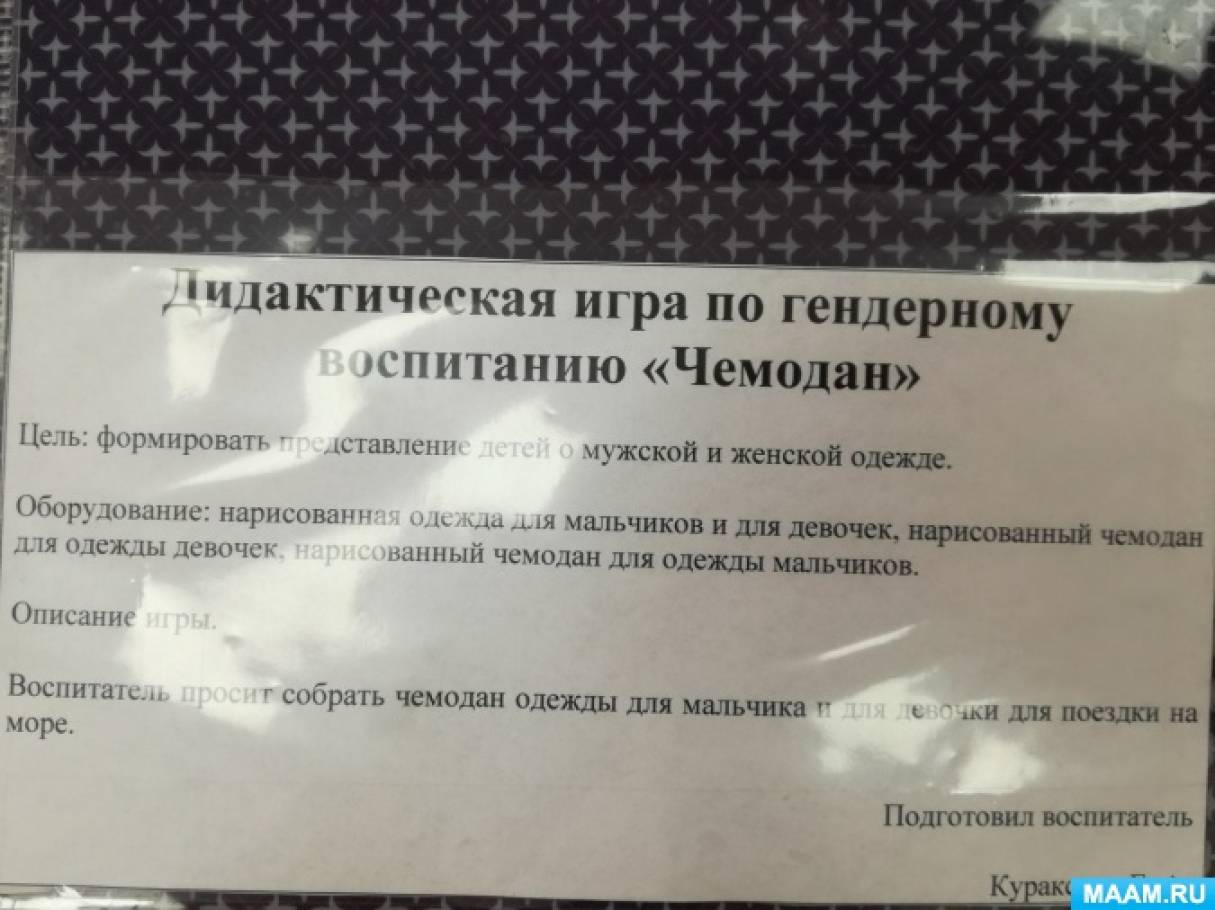 Дидактическая игра по гендерному
воспитанию «Чемодан»
Цель: формировать представление детей о мужской и женской одежде.
Оборудование: нарисованная одежда для мальчиков и для девочек, нарисованный чемодан
для одежды девочек, нарисованный чемодан для одежды мальчиков.
Описание игры.
Воспитатель просит собрать чемодан одежды для мальчика и для девочки для поездки на
море.
Подготовил воспитатель
MAAM.RU